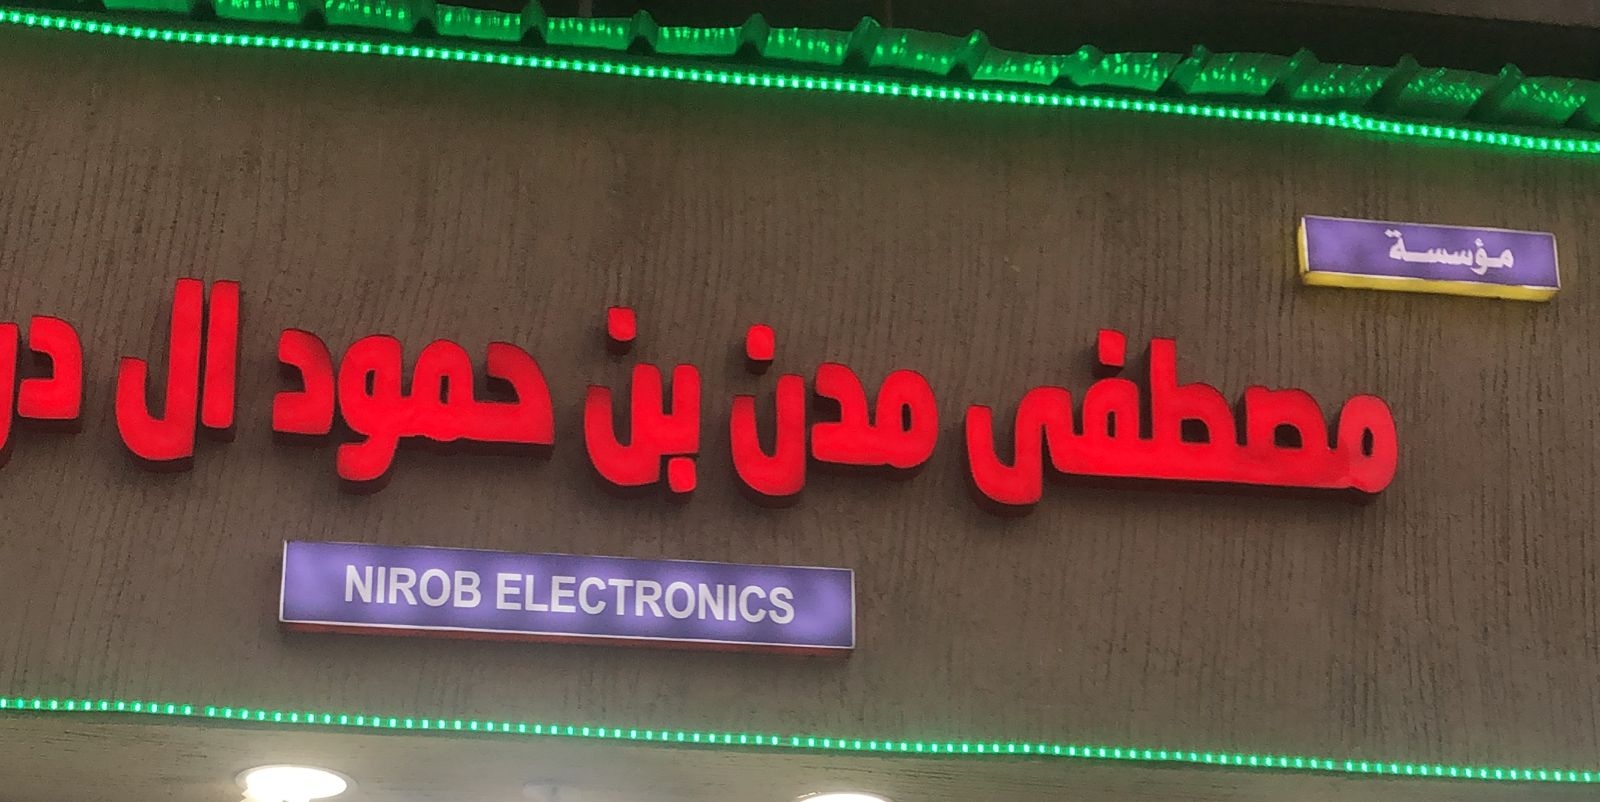 مؤسسة
مصطفى مدن بن حمود ال
NIROB ELECTRONICS